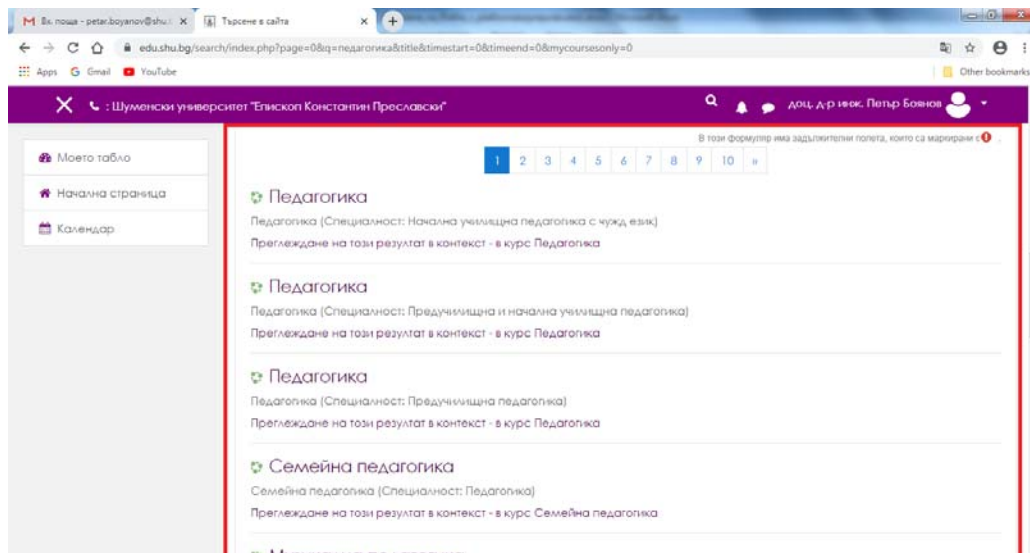 Вх. поща - petar.boyanov@shu.
Търсене в сайта
edu.shu.bg/search/index.php?page=0&q=педагогика&title&timestart=0&timeend=0&mycoursesonly=0
Apps Gmail YouTube Other bookmarks
: Шуменски университет "Епископ Константин Преславски" доц. д-р инж. Петър Боянов
В този формуляр има задължителни полета, които са маркирани с .
Моето табло
Начална страница
Календар
1 2 3 4 5 6 7 8 9 10 »
Педагогика
Педагогика (Специалност: Начална училищна педагогика с чужд език)
Преглеждане на този резултат в контекст - в курс Педагогика
Педагогика
Педагогика (Специалност: Предучилищна и начална училищна педагогика)
Преглеждане на този резултат в контекст - в курс Педагогика
Педагогика
Педагогика (Специалност: Предучилищна педагогика)
Преглеждане на този резултат в контекст - в курс Педагогика
Семейна педагогика
Семейна педагогика (Специалност: Педагогика)
Преглеждане на този резултат в контекст - в курс Семейна педагогика